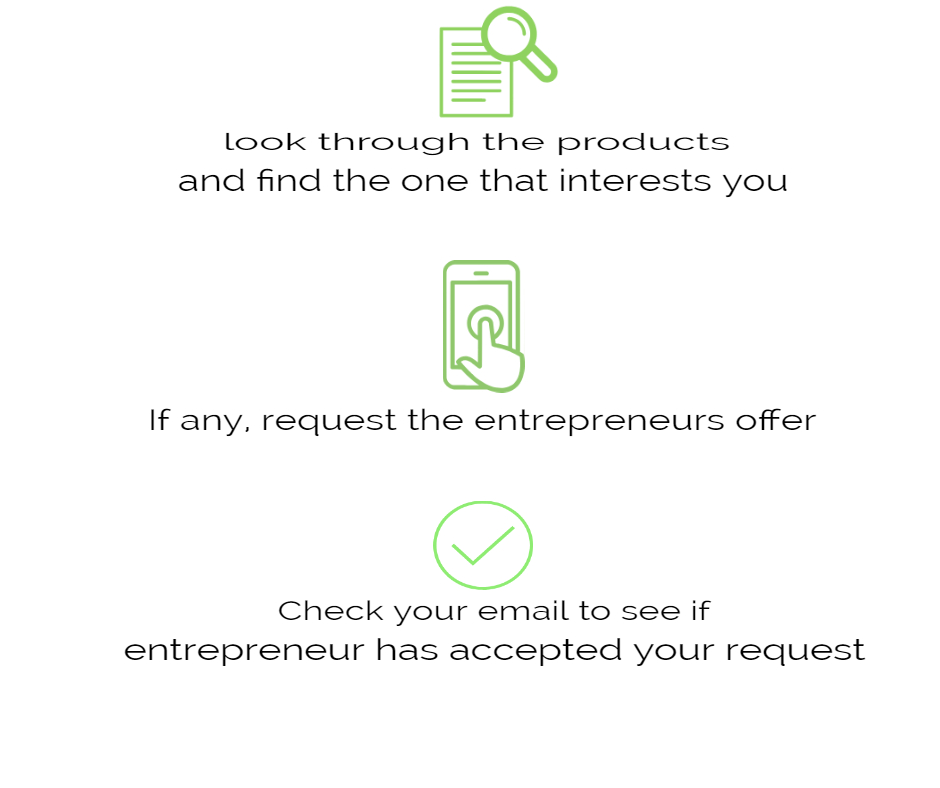 look through the products
and find the one that interests you
If any, request the entrepreneurs offer
Check your email to see if
entrepreneur has accepted your request